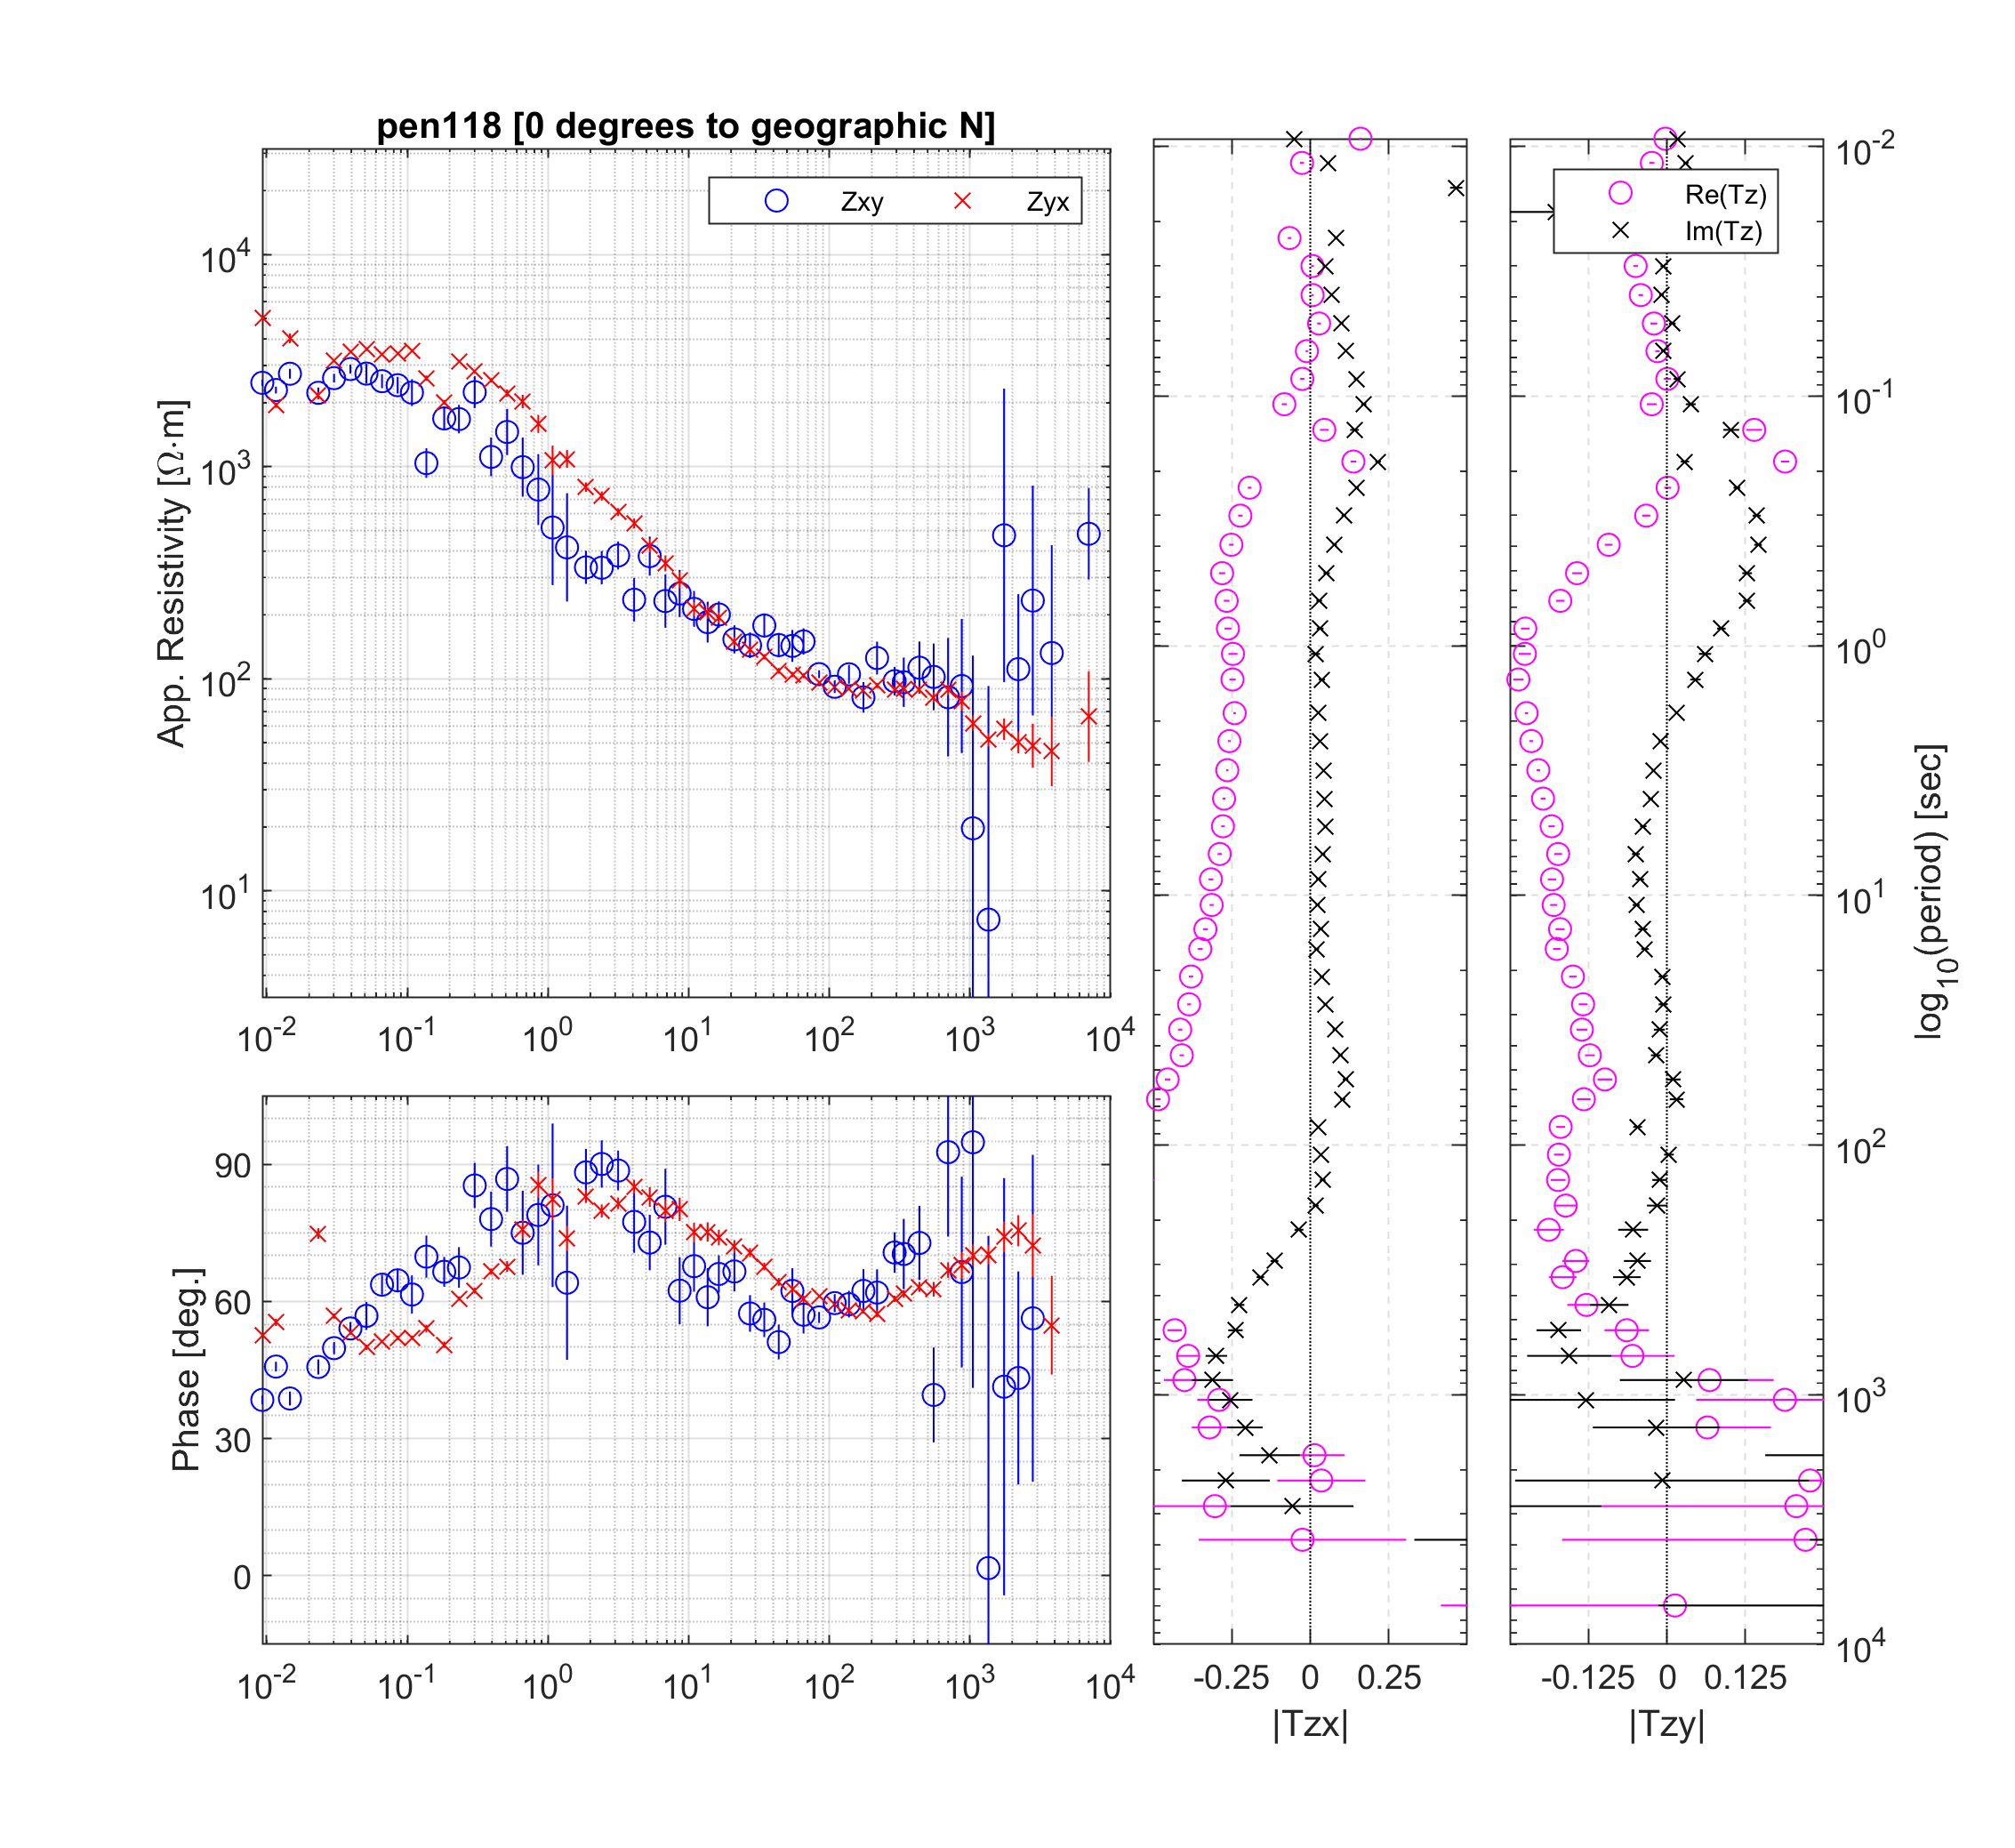 pen118 [0 degrees to geographic N]
Zxy Zyx
App. Resistivity [Ω·m]
10^4
10^3
10^2
10^1
10^-2 10^-1 10^0 10^1 10^2 10^3 10^4
Phase [deg.]
90
60
30
0
10^-2 10^-1 10^0 10^1 10^2 10^3 10^4
-0.25 0 0.25
|Tzx|
Re(Tz)
Im(Tz)
-0.125 0 0.125
|Tzy|
10^-2
10^-1
10^0
10^1
10^2
10^3
10^4
log_10(period) [sec]